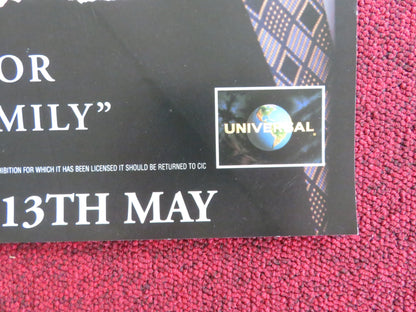 OR
MILY”
UNIVERSAL
HIBITION FOR WHICH IT HAS BEEN LICENSED IT SHOULD BE RETURNED TO CIC
13TH MAY